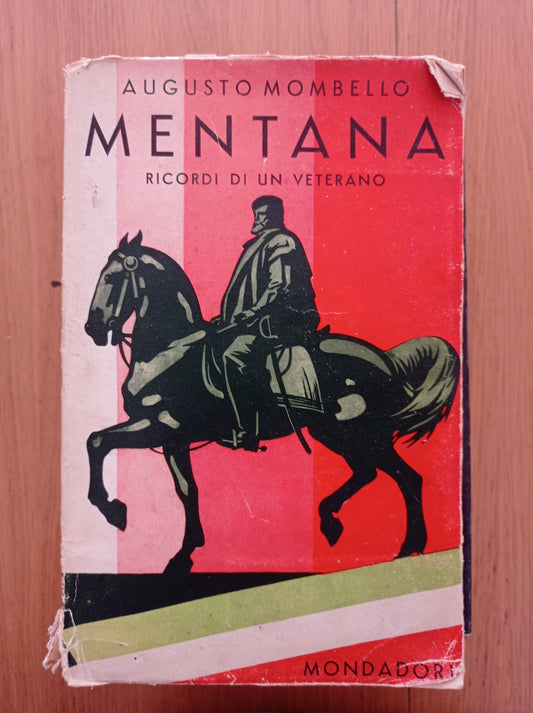 AUGUSTO MOMBELLO
MENTANA
RICORDI DI UN VETERANO
MONDADORI